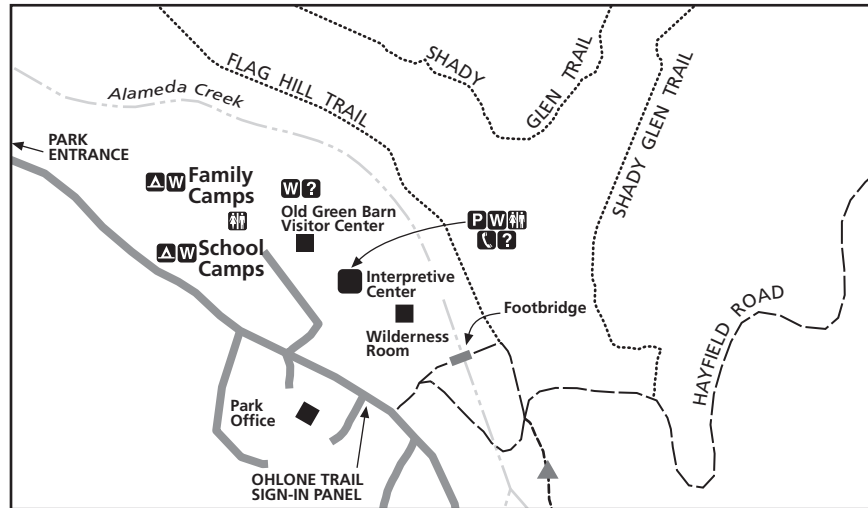 SHADY
GLEN TRAIL
FLAG HILL TRAIL
SHADY GLEN TRAIL
Alameda Creek
PARK
ENTRANCE
W Family
Camps
W ?
Old Green Barn
Visitor Center
P W
?
W School
Camps
Interpretive
Center
HAYFIELD ROAD
Footbridge
Wilderness
Room
Park
Office
OHLONE TRAIL
SIGN-IN PANEL